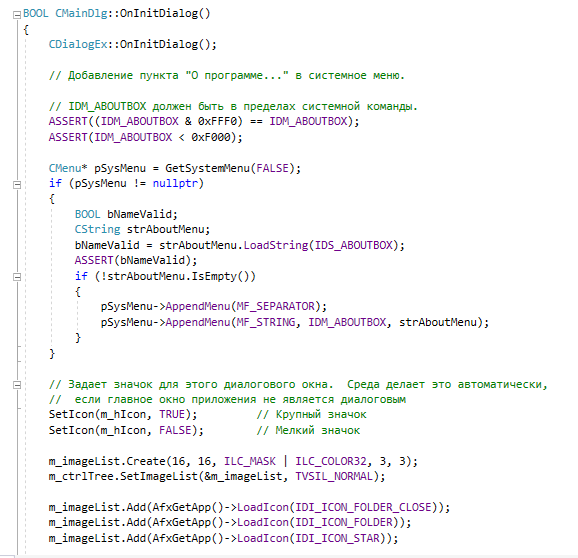 BOOL CMainDlg::OnInitDialog()
{
CDialogEx::OnInitDialog();
// Добавление пункта "О программе..." в системное меню.
// IDM_ABOUTBOX должен быть в пределах системной команды.
ASSERT((IDM_ABOUTBOX & 0xFFF0) == IDM_ABOUTBOX);
ASSERT(IDM_ABOUTBOX < 0xF000);
CMenu* pSysMenu = GetSystemMenu(FALSE);
if (pSysMenu != nullptr)
{
BOOL bNameValid;
CString strAboutMenu;
bNameValid = strAboutMenu.LoadString(IDS_ABOUTBOX);
ASSERT(bNameValid);
if (!strAboutMenu.IsEmpty())
{
pSysMenu->AppendMenu(MF_SEPARATOR);
pSysMenu->AppendMenu(MF_STRING, IDM_ABOUTBOX, strAboutMenu);
}
}
// Задает значок для этого диалогового окна.  Среда делает это автоматически,
//  если главное окно приложения не является диалоговым
SetIcon(m_hIcon, TRUE);         // Крупный значок
SetIcon(m_hIcon, FALSE);        // Мелкий значок
m_imageList.Create(16, 16, ILC_MASK | ILC_COLOR32, 3, 3);
m_ctrlTree.SetImageList(&m_imageList, TVSIL_NORMAL);
m_imageList.Add(AfxGetApp()->LoadIcon(IDI_ICON_FOLDER_CLOSE));
m_imageList.Add(AfxGetApp()->LoadIcon(IDI_ICON_FOLDER));
m_imageList.Add(AfxGetApp()->LoadIcon(IDI_ICON_STAR));